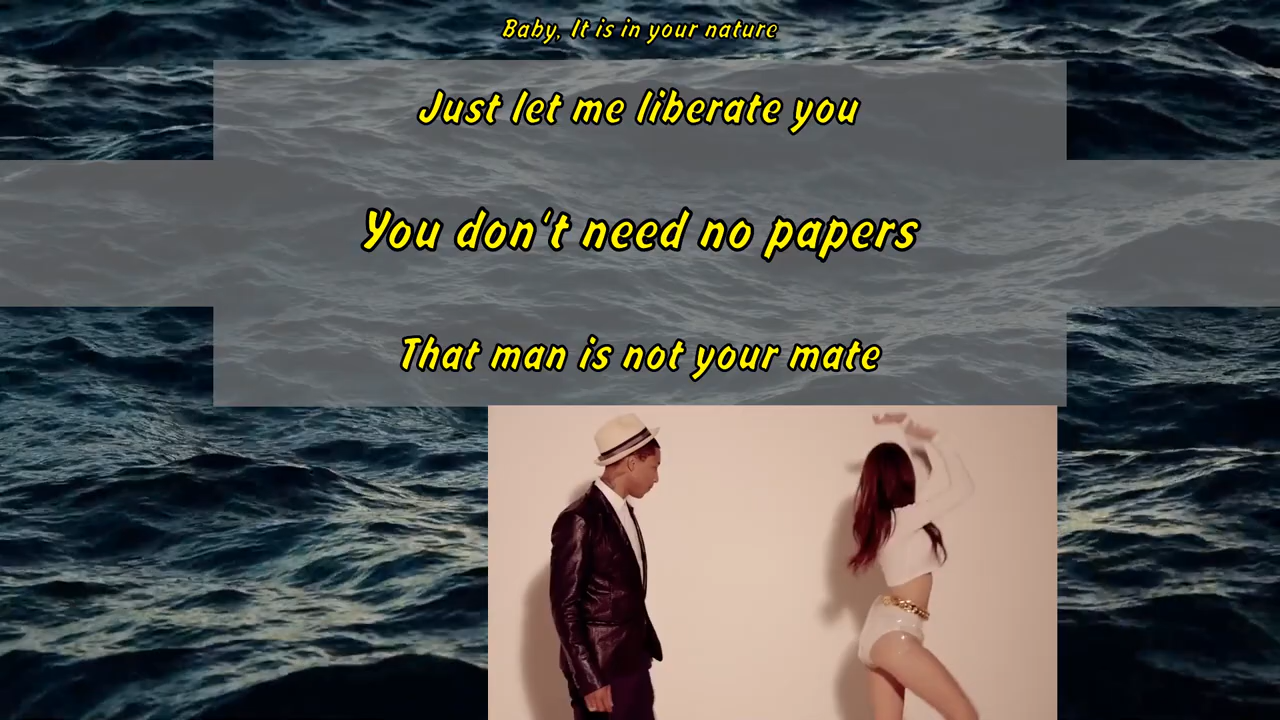 Baby, It is in your nature
Just let me liberate you
You don't need no papers
That man is not your mate